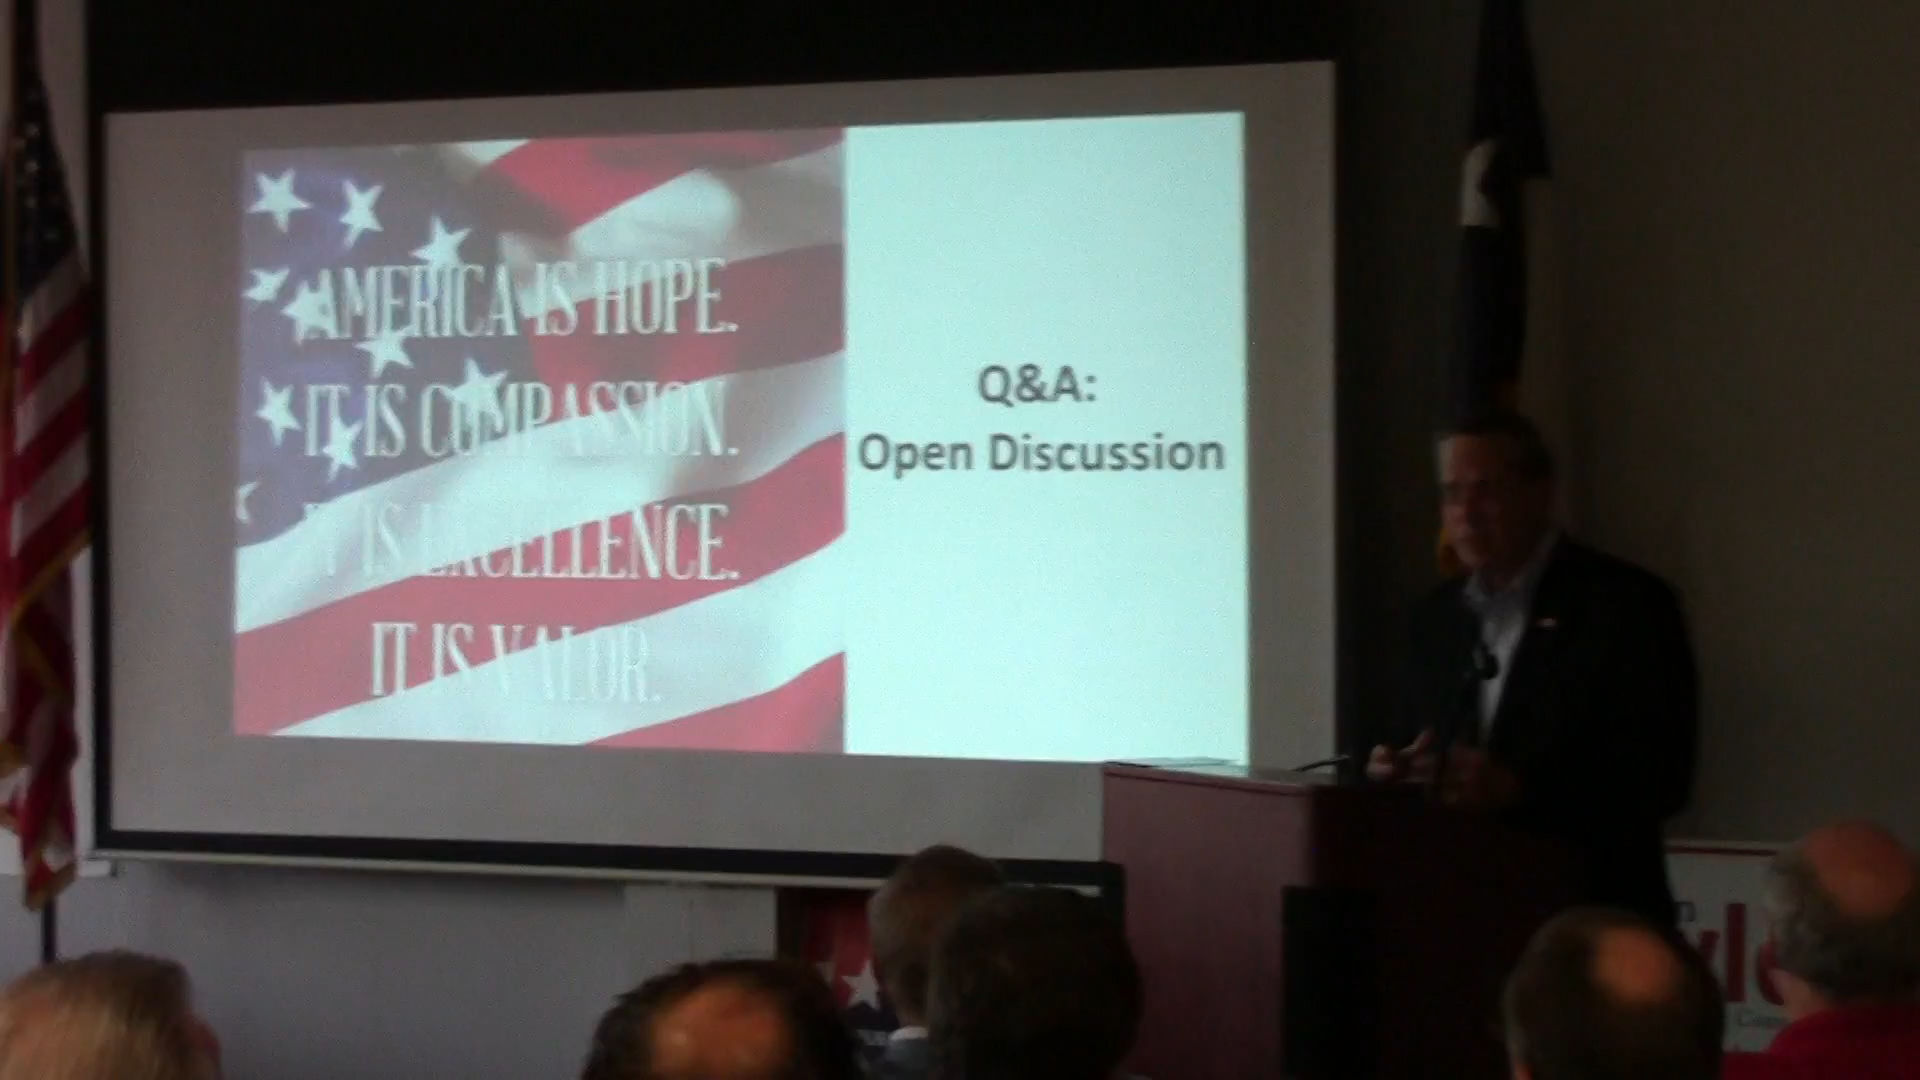 AMERICA IS HOPE.
IT IS COMPASSION.
IT IS EXCELLENCE.
IT IS VALOR.
Q&A:
Open Discussion